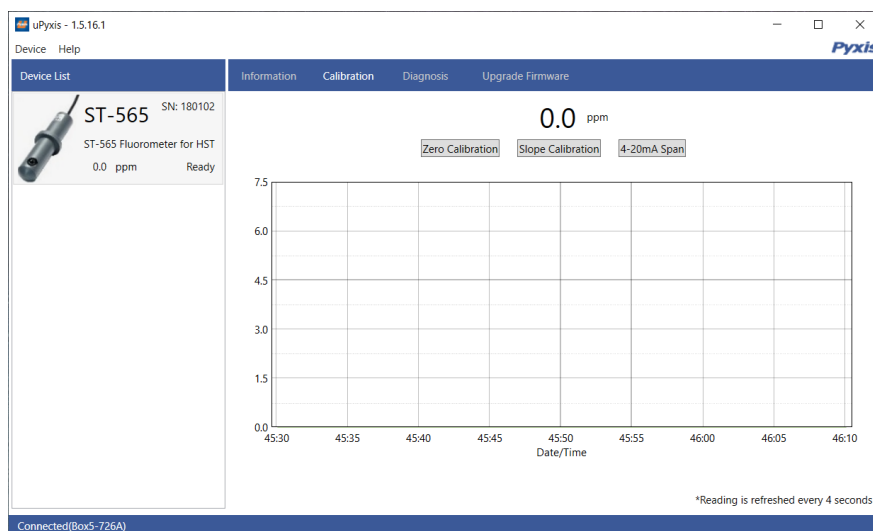 uPyxis - 1.5.16.1
Device Help
Pyxis
Device List
Information Calibration Diagnosis Upgrade Firmware
ST-565 SN: 180102
ST-565 Fluorometer for HST
0.0 ppm Ready
0.0 ppm
Zero Calibration Slope Calibration 4-20mA Span
7.5
6.0
4.5
3.0
1.5
0.0
45:30 45:35 45:40 45:45 45:50 45:55 46:00 46:05 46:10
Date/Time
*Reading is refreshed every 4 seconds
Connected(Box5-726A)